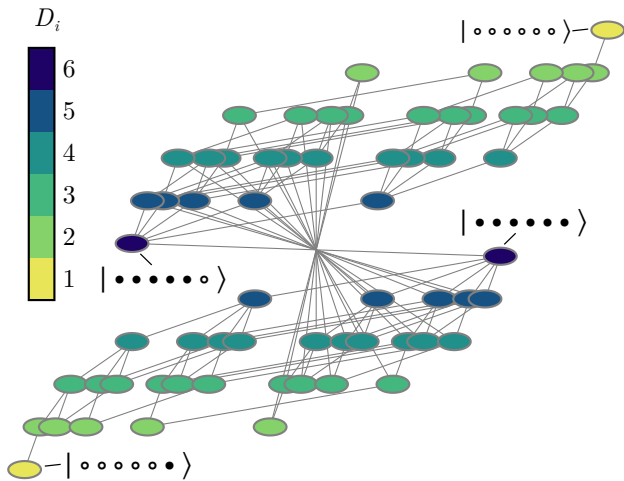 D_i
| ∘ ∘ ∘ ∘ ∘ ∘ ⟩
6
5
4
3
2
1
| • • • • • • ⟩
| • • • • • ∘ ⟩
| ∘ ∘ ∘ ∘ ∘ • ⟩